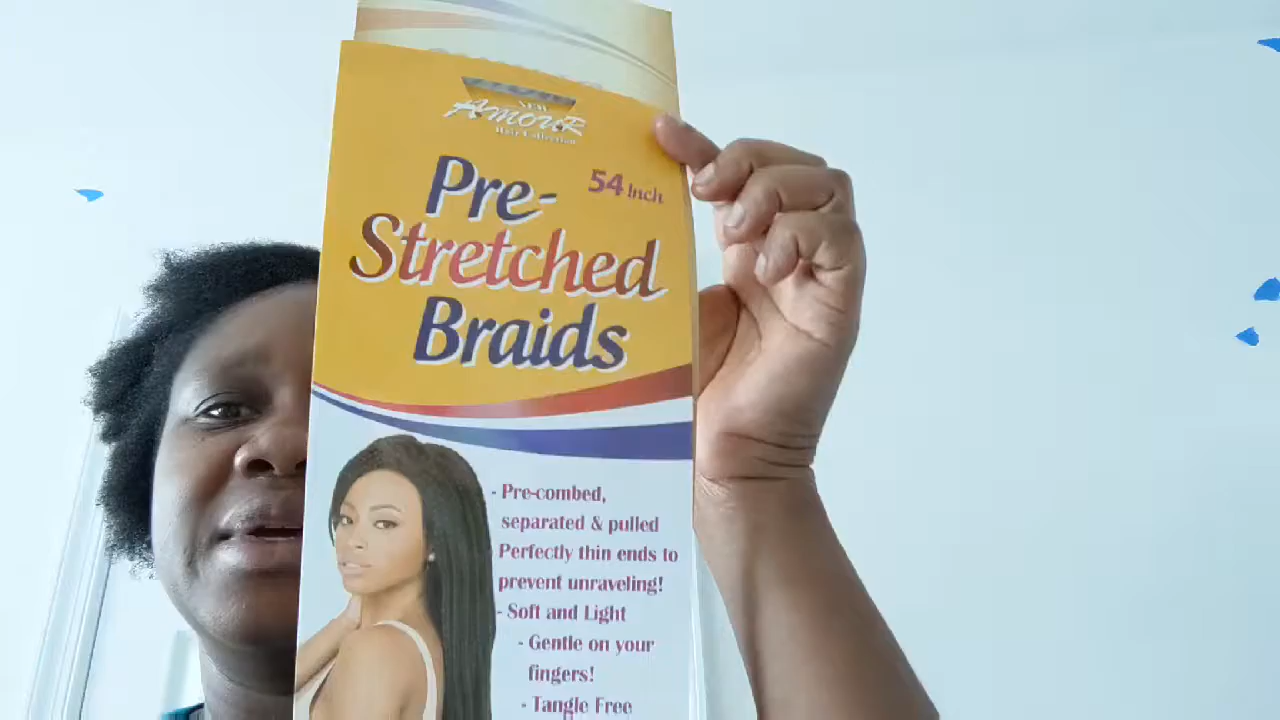 NEW
AmouR
Hair Collection
54 Inch
Pre-
Stretched
Braids
- Pre-combed,
separated & pulled
Perfectly thin ends to
prevent unraveling!
- Soft and Light
- Gentle on your
fingers!
- Tangle Free